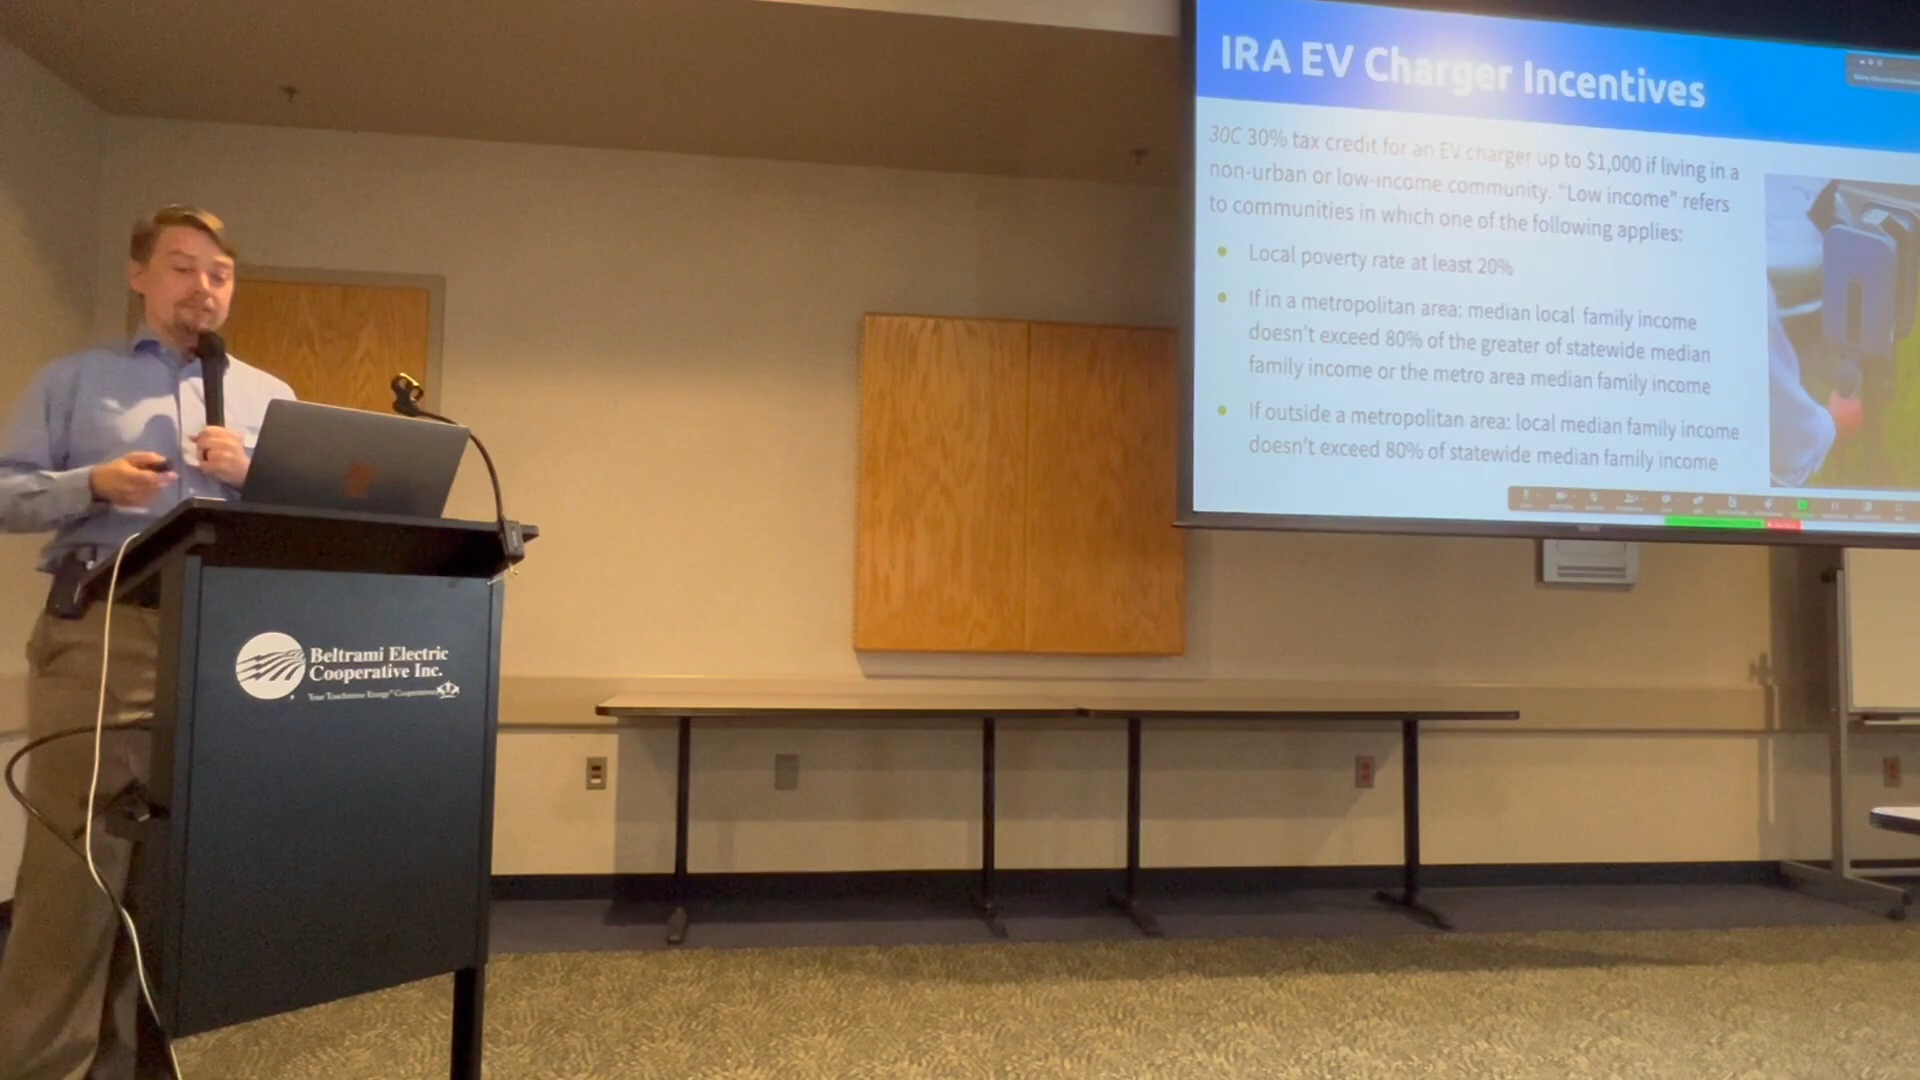 IRA EV Charger Incentives
30C 30% tax credit for an EV charger up to $1,000 if living in a
non-urban or low-income community. “Low income” refers
to communities in which one of the following applies:
Local poverty rate at least 20%
If in a metropolitan area: median local family income
doesn’t exceed 80% of the greater of statewide median
family income or the metro area median family income
If outside a metropolitan area: local median family income
doesn’t exceed 80% of statewide median family income
Beltrami Electric
Cooperative Inc.
Your Touchstone Energy® Cooperative